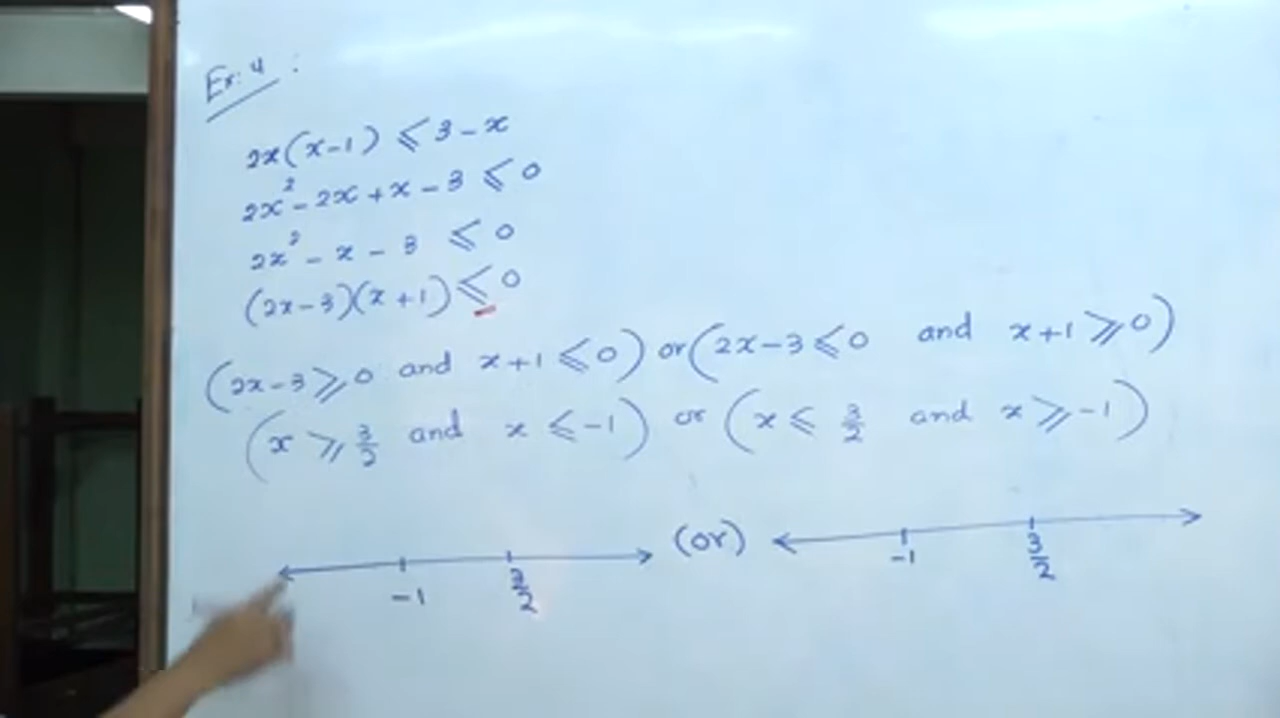 Ex: 4 :
2x(x-1) ⩽ 3 - x
2x² - 2x + x - 3 ⩽ 0
2x² - x - 3 ⩽ 0
(2x-3)(x+1) ⩽ 0
(2x-3 ⩾ 0 and x+1 ⩽ 0) or (2x-3 ⩽ 0 and x+1 ⩾ 0)
(x ⩾ 3/2 and x ⩽ -1) or (x ⩽ 3/2 and x ⩾ -1)
-1 3/2 (or) -1 3/2